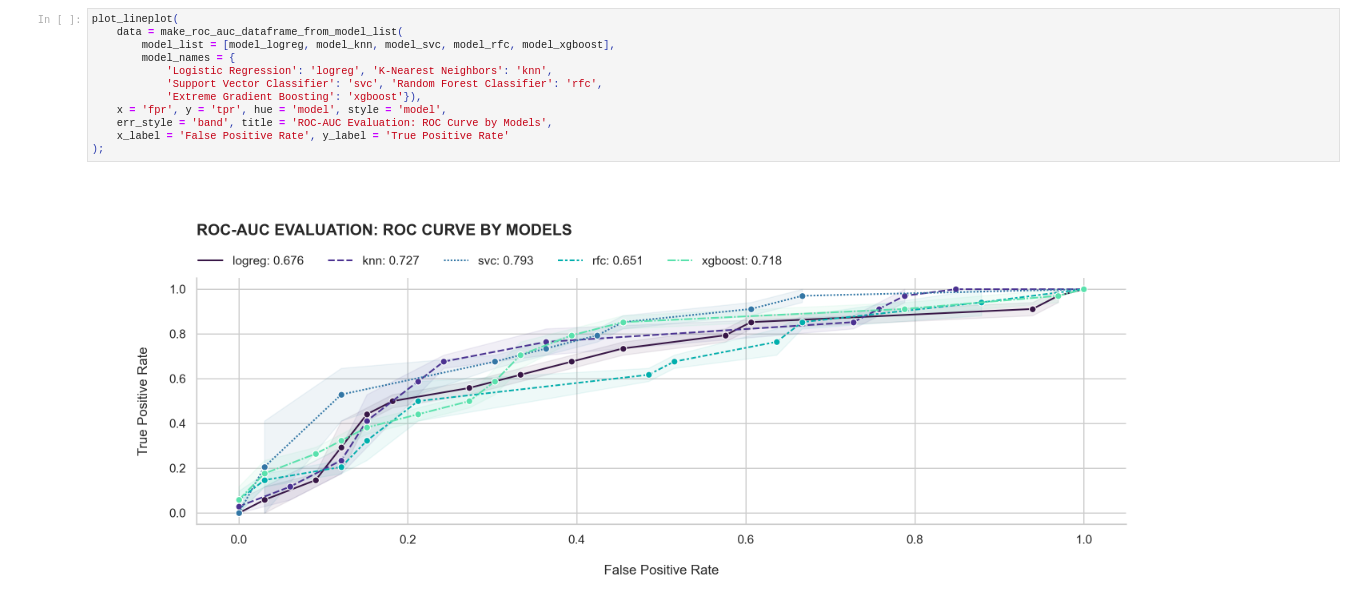 In [ ]:
plot_lineplot(
    data = make_roc_auc_dataframe_from_model_list(
        model_list = [model_logreg, model_knn, model_svc, model_rfc, model_xgboost],
        model_names = {
            'Logistic Regression': 'logreg', 'K-Nearest Neighbors': 'knn',
            'Support Vector Classifier': 'svc', 'Random Forest Classifier': 'rfc',
            'Extreme Gradient Boosting': 'xgboost'}),
    x = 'fpr', y = 'tpr', hue = 'model', style = 'model',
    err_style = 'band', title = 'ROC-AUC Evaluation: ROC Curve by Models',
    x_label = 'False Positive Rate', y_label = 'True Positive Rate'
);
ROC-AUC EVALUATION: ROC CURVE BY MODELS
logreg: 0.676 knn: 0.727 svc: 0.793 rfc: 0.651 xgboost: 0.718
True Positive Rate
1.0
0.8
0.6
0.4
0.2
0.0
0.0 0.2 0.4 0.6 0.8 1.0
False Positive Rate